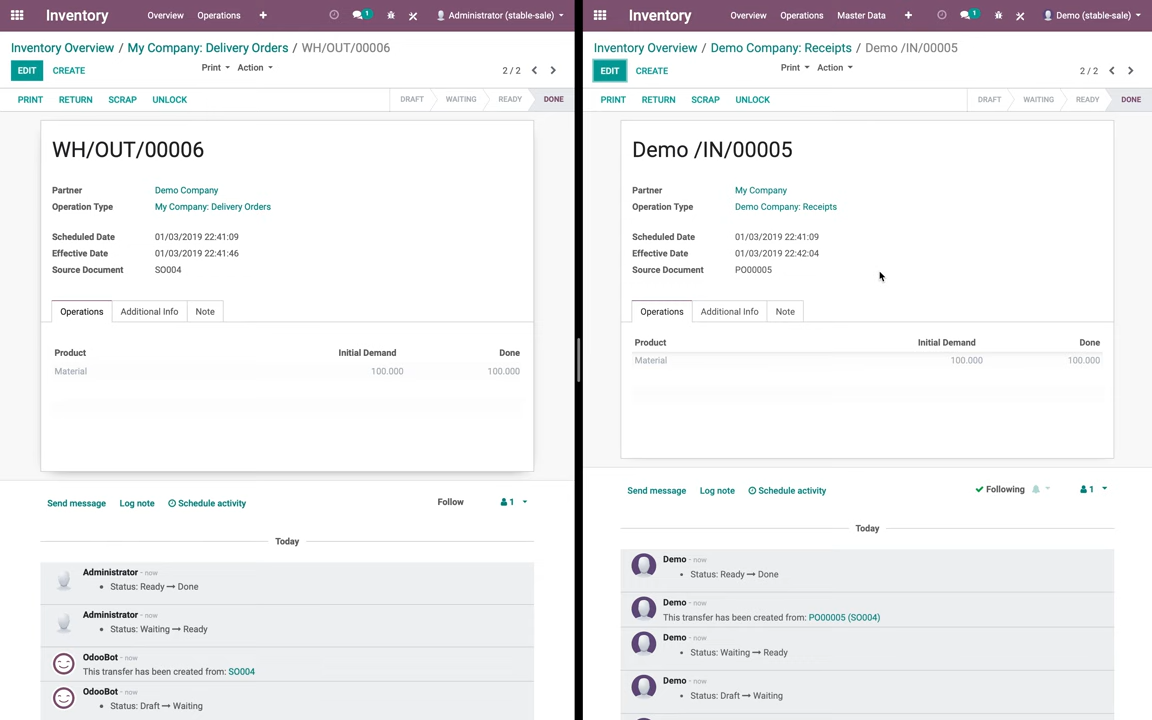 Inventory Overview Operations + 1 Administrator (stable-sale)
Inventory Overview / My Company: Delivery Orders / WH/OUT/00006
EDIT CREATE Print Action 2 / 2
PRINT RETURN SCRAP UNLOCK DRAFT WAITING READY DONE
WH/OUT/00006
Partner Demo Company
Operation Type My Company: Delivery Orders
Scheduled Date 01/03/2019 22:41:09
Effective Date 01/03/2019 22:41:46
Source Document SO004
Operations Additional Info Note
Product Initial Demand Done
Material 100.000 100.000
Send message Log note Schedule activity Follow 1
Today
Administrator - now
• Status: Ready → Done
Administrator - now
• Status: Waiting → Ready
OdooBot - now
This transfer has been created from: SO004
OdooBot - now
• Status: Draft → Waiting
Inventory Overview Operations Master Data + 1 Demo (stable-sale)
Inventory Overview / Demo Company: Receipts / Demo /IN/00005
EDIT CREATE Print Action 2 / 2
PRINT RETURN SCRAP UNLOCK DRAFT WAITING READY DONE
Demo /IN/00005
Partner My Company
Operation Type Demo Company: Receipts
Scheduled Date 01/03/2019 22:41:09
Effective Date 01/03/2019 22:42:04
Source Document PO00005
Operations Additional Info Note
Product Initial Demand Done
Material 100.000 100.000
Send message Log note Schedule activity Following 1
Today
Demo - now
• Status: Ready → Done
Demo - now
This transfer has been created from: PO00005 (SO004)
Demo - now
• Status: Waiting → Ready
Demo - now
• Status: Draft → Waiting